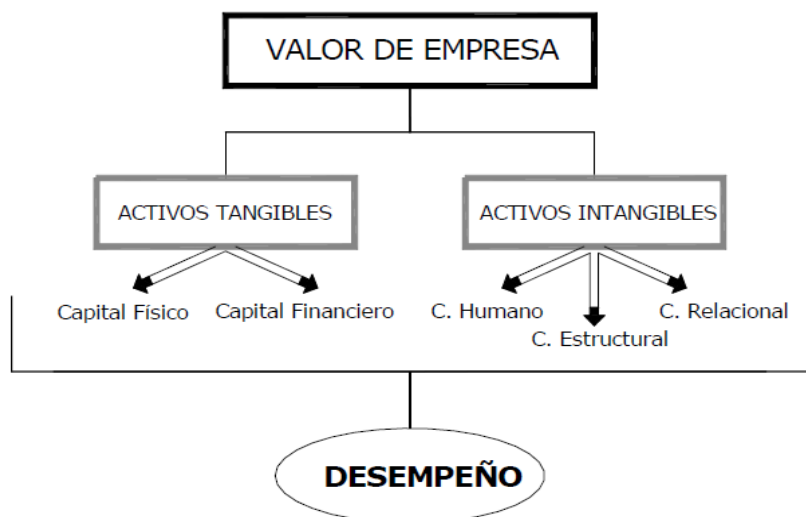 VALOR DE EMPRESA
ACTIVOS TANGIBLES
ACTIVOS INTANGIBLES
Capital Físico
Capital Financiero
C. Humano
C. Estructural
C. Relacional
DESEMPEÑO